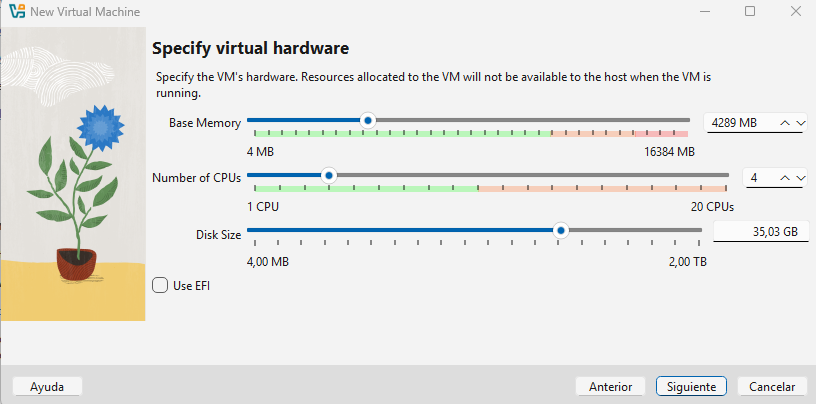 New Virtual Machine
Specify virtual hardware
Specify the VM's hardware. Resources allocated to the VM will not be available to the host when the VM is
running.
Base Memory
4289 MB
4 MB
16384 MB
Number of CPUs
4
1 CPU
20 CPUs
Disk Size
35,03 GB
4,00 MB
2,00 TB
Use EFI
Ayuda
Anterior
Siguiente
Cancelar